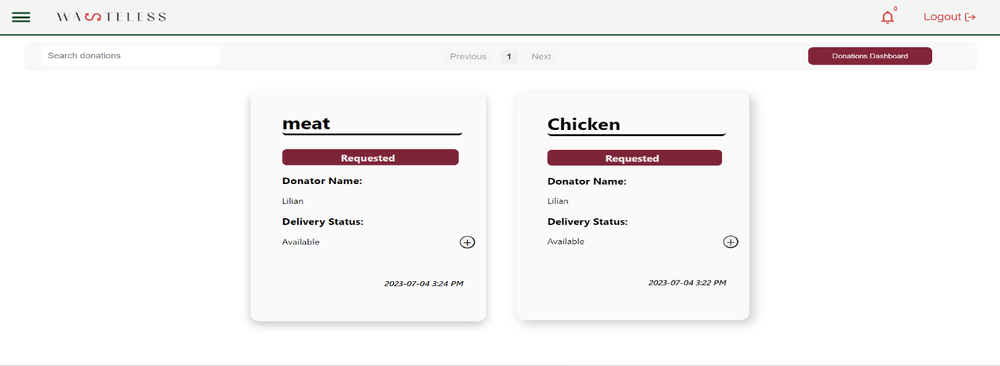 WASTELESS
0
Logout
Search donations
Previous 1 Next
Donations Dashboard
meat
Requested
Donator Name:
Lilian
Delivery Status:
Available
2023-07-04 3:24 PM
Chicken
Requested
Donator Name:
Lilian
Delivery Status:
Available
2023-07-04 3:22 PM